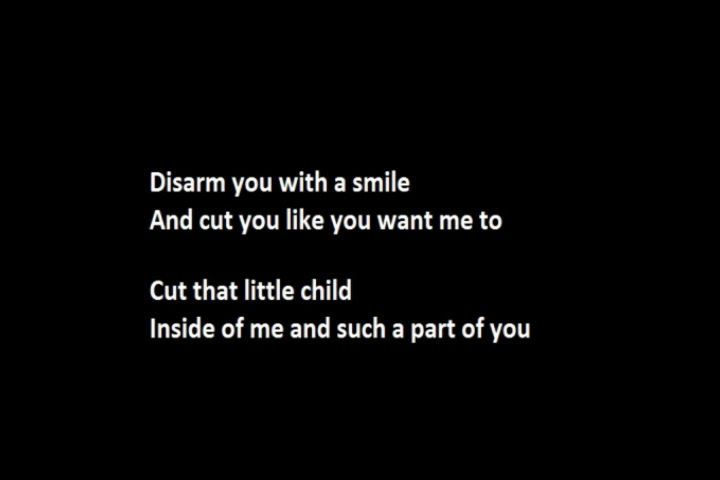 Disarm you with a smile
And cut you like you want me to
Cut that little child
Inside of me and such a part of you